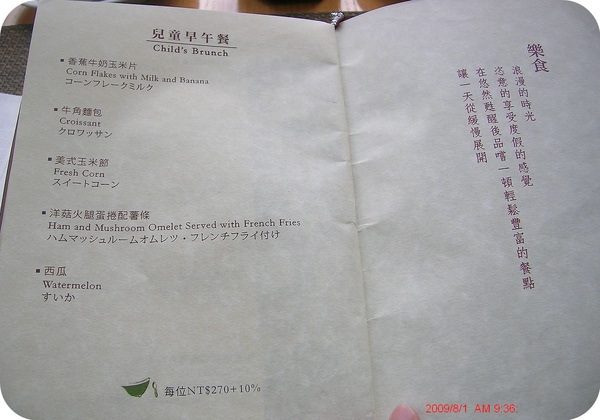 兒童早午餐
Child's Brunch
▪香蕉牛奶玉米片
Corn Flakes with Milk and Banana
コーンフレークミルク
▪牛角麵包
Croissant
クロワッサン
▪美式玉米節
Fresh Corn
スイートコーン
▪洋菇火腿蛋捲配薯條
Ham and Mushroom Omelet Served with French Fries
ハムマッシュルームオムレツ・フレンチフライ付け
▪西瓜
Watermelon
すいか
每位NT$270+10%
樂食
浪漫的時光
恣意的享受度假的感覺
在悠然甦醒後品嚐一頓輕鬆豐富的餐點
讓一天從緩慢展開
2009/8/1 AM 9:36